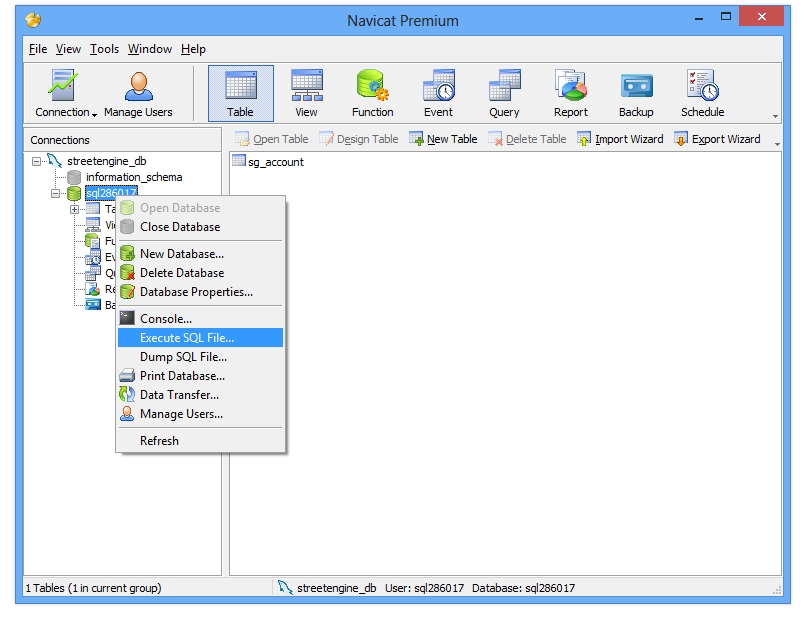 Navicat Premium
File View Tools Window Help
Connection Manage Users Table View Function Event Query Report Backup Schedule
Connections
Open Table Design Table New Table Delete Table Import Wizard Export Wizard
streetengine_db
information_schema
sql286017
Ta
Vi
Fu
Ev
Q
Re
Ba
sg_account
Open Database
Close Database
New Database...
Delete Database
Database Properties...
Console...
Execute SQL File...
Dump SQL File...
Print Database...
Data Transfer...
Manage Users...
Refresh
1 Tables (1 in current group) streetengine_db User: sql286017 Database: sql286017